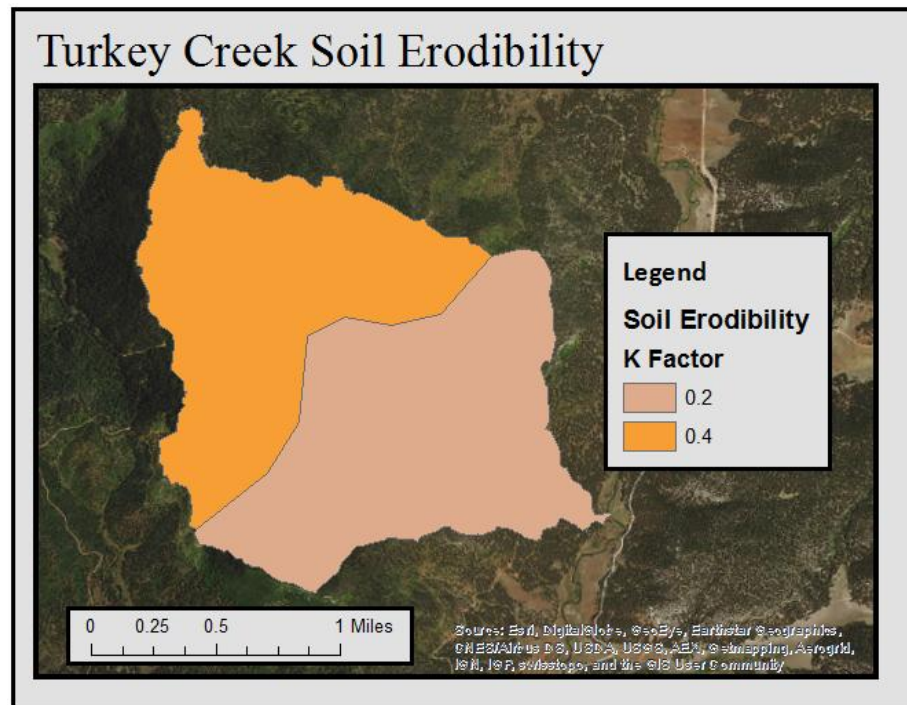 Turkey Creek Soil Erodibility
Legend
Soil Erodibility
K Factor
0.2
0.4
0 0.25 0.5 1 Miles
Source: Esri, DigitalGlobe, GeoEye, Earthstar Geographics,
CNES/Airbus DS, USDA, USGS, AEX, Getmapping, Aerogrid,
IGN, IGP, swisstopo, and the GIS User Community